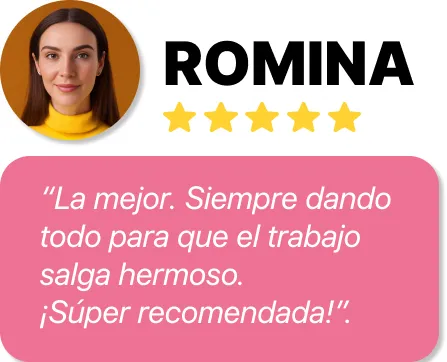 ROMINA
“La mejor. Siempre dando
todo para que el trabajo
salga hermoso.
¡Súper recomendada!”.